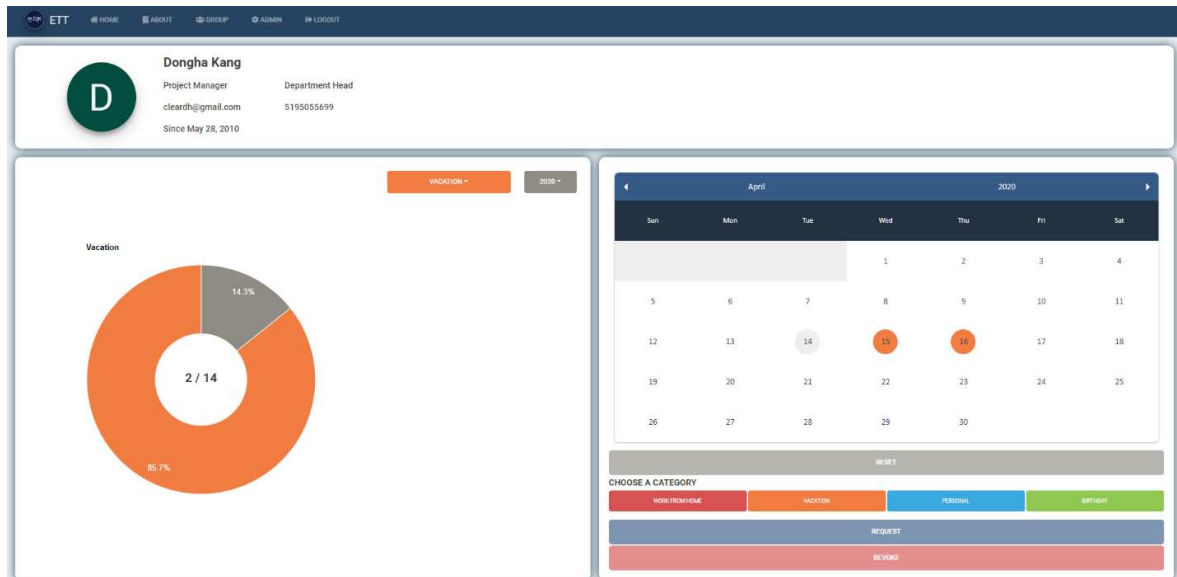 ETT HOME ABOUT GROUP ADMIN LOGOUT
D
Dongha Kang
Project Manager Department Head
cleardh@gmail.com 5195055699
Since May 28, 2010
VACATION 2020
Vacation
14.3%
2 / 14
85.7%
April 2020
Sun Mon Tue Wed Thu Fri Sat
1 2 3 4
5 6 7 8 9 10 11
12 13 14 15 16 17 18
19 20 21 22 23 24 25
26 27 28 29 30
RESET
CHOOSE A CATEGORY
WORK FROM HOME VACATION PERSONAL BIRTHDAY
REQUEST
REVOKE